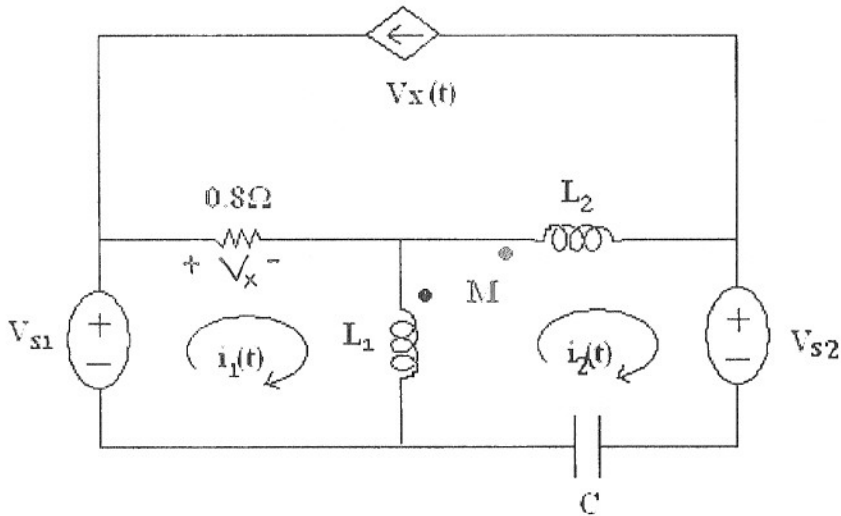 Vx(t)
0.8Ω
L2
+ Vx -
M
VS1
+
−
i1(t)
L1
i2(t)
+
−
VS2
C